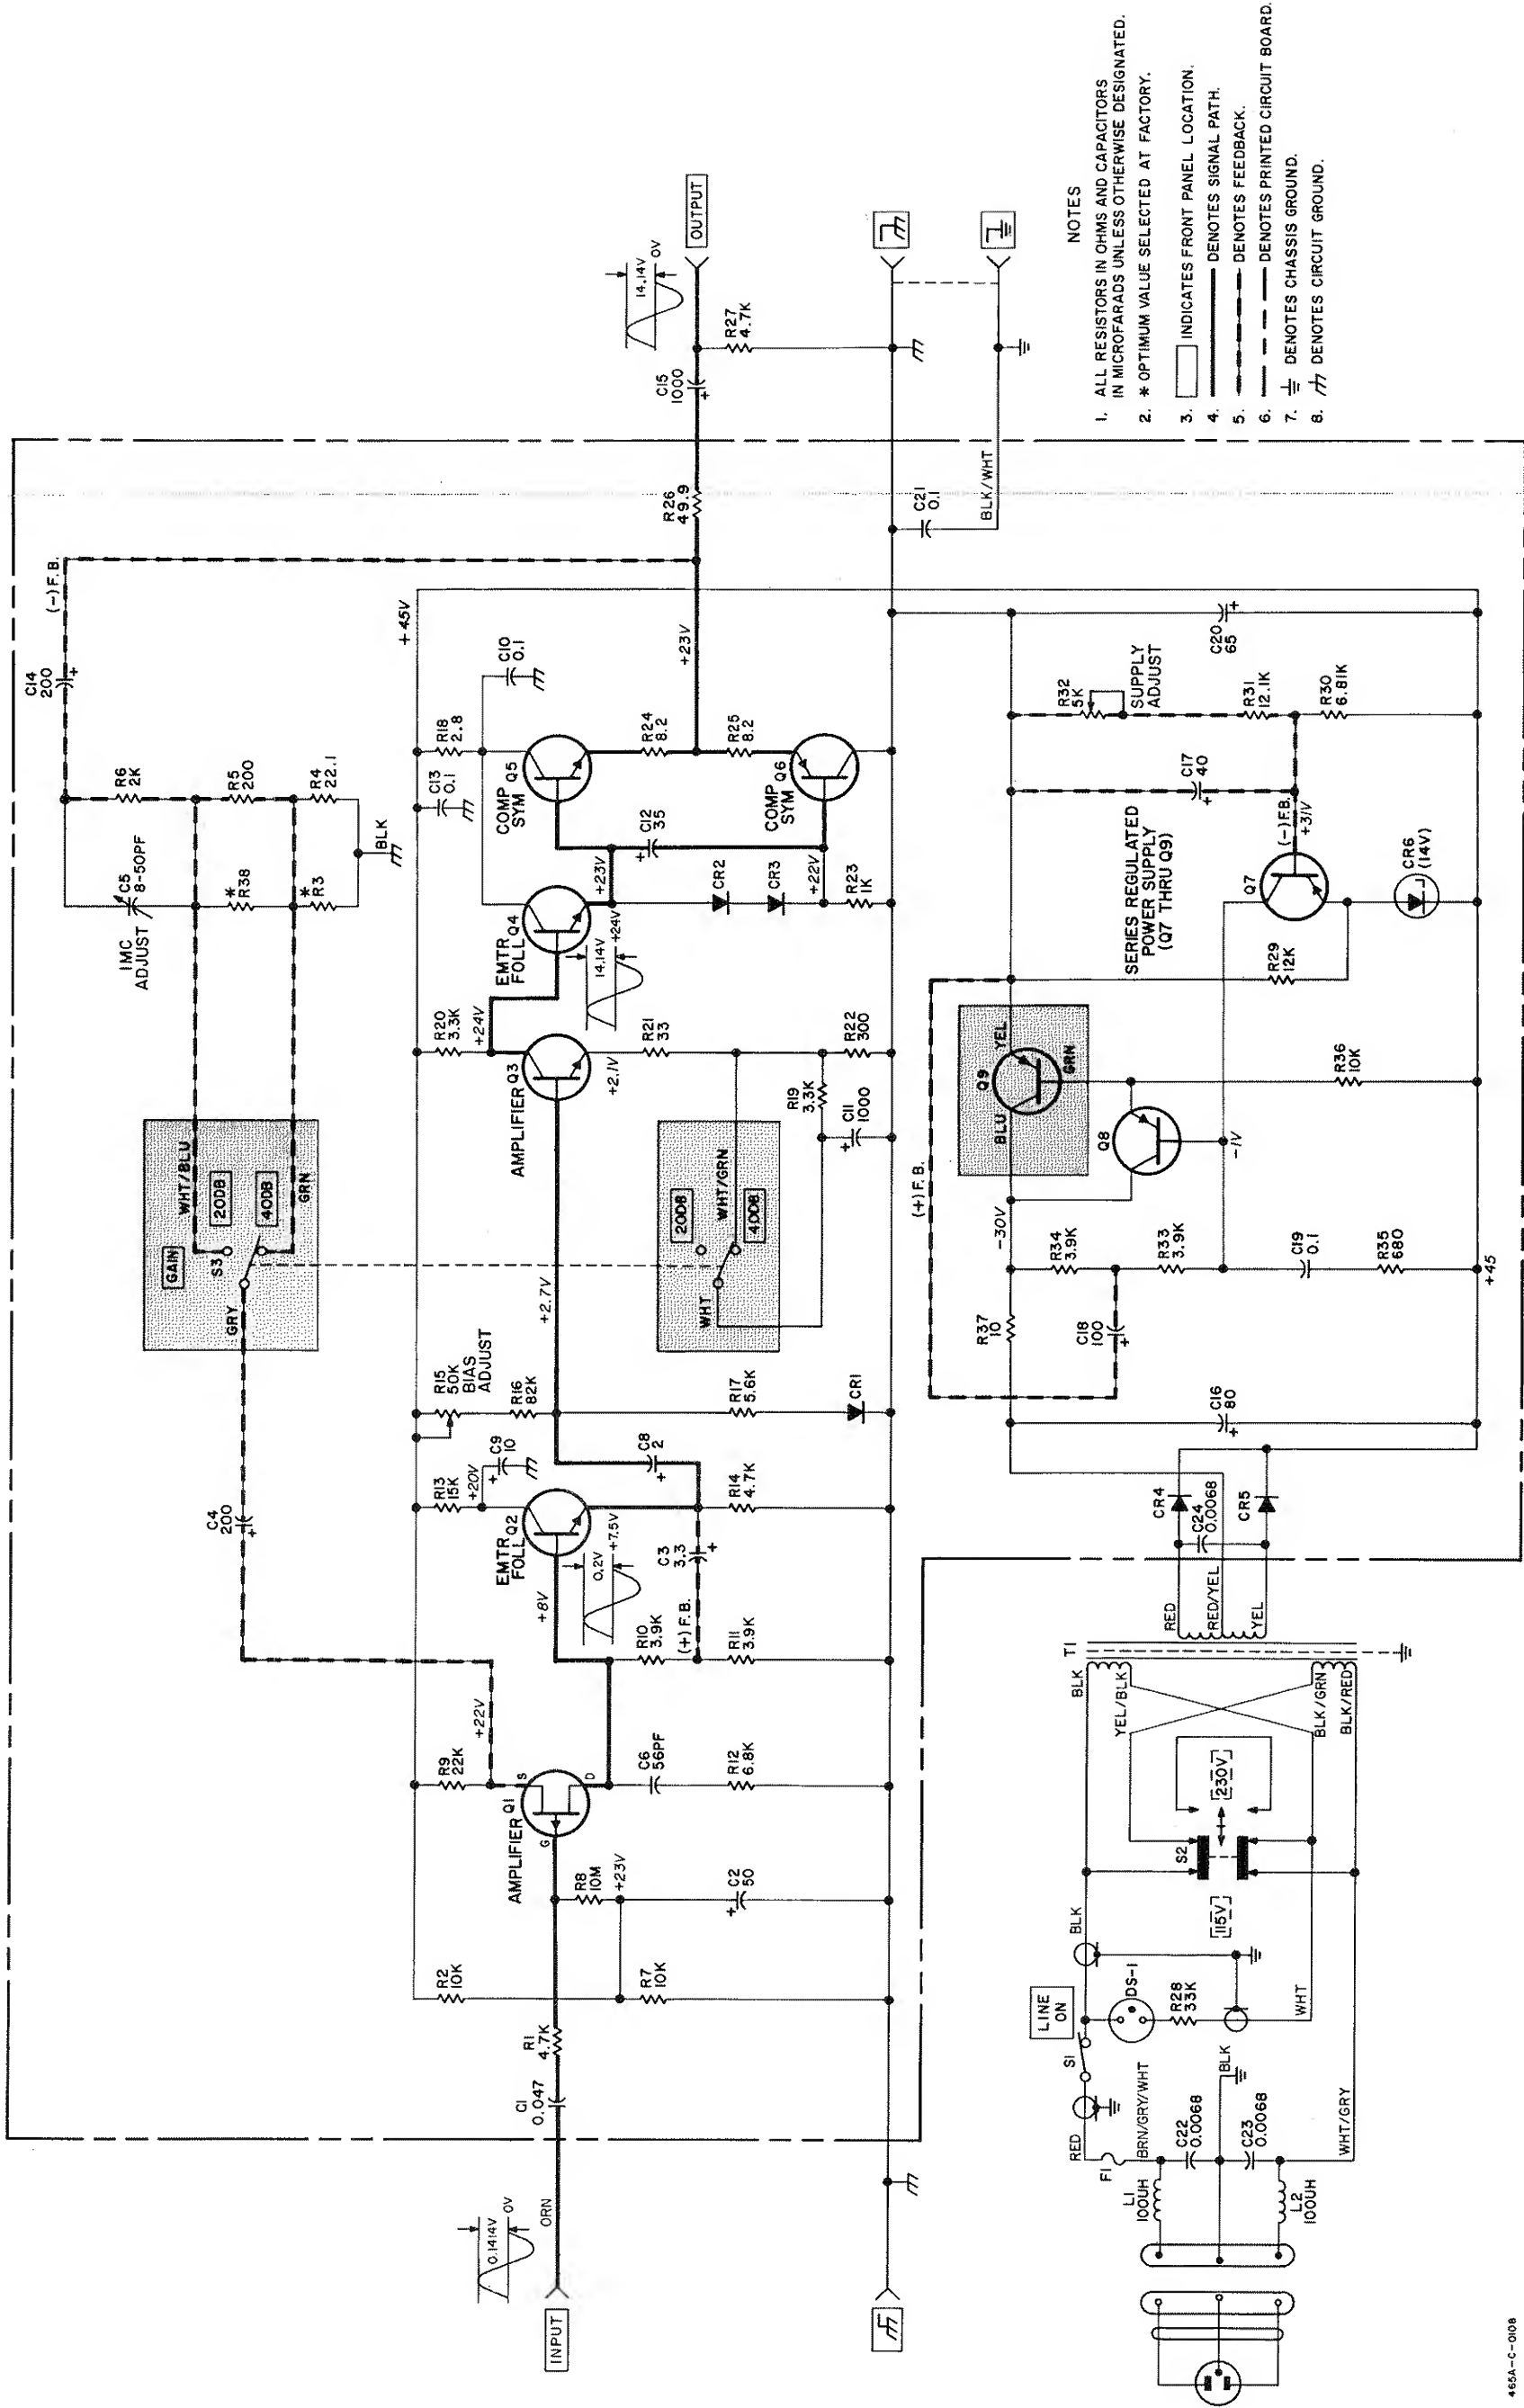 C14
200
(-) F.B.
R6
2K
R5
200
R4
22.1
C5
8-50PF
IMC
ADJUST
*
R38
*
R3
BLK
GAIN
WHT/BLU
20DB
40DB
S3
GRY
GRN
C4
200
+45V
R2
10K
R9
22K
+22V
R13
15K
+20V
C9
10
R15
50K
BIAS
ADJUST
R16
82K
R20
3.3K
+24V
C13
0.1
R18
2.8
C10
0.1
0.1414V
0V
INPUT
ORN
C1
0.047
R1
4.7K
R8
10M
+23V
R7
10K
C2
50
AMPLIFIER Q1
G
S
D
C6
56PF
R12
6.8K
+8V
EMTR
FOLL Q2
0.2V
+7.5V
R10
3.9K
(+) F.B.
R11
3.9K
C3
3.3
R14
4.7K
C8
2
+2.7V
R17
5.6K
CR1
WHT
20DB
WHT/GRN
40DB
AMPLIFIER Q3
+2.1V
R21
33
R19
3.3K
C11
1000
R22
300
EMTR
FOLL Q4
14.14V
+24V
+23V
C12
35
CR2
CR3
+22V
R23
1K
COMP
SYM
Q5
R24
8.2
R25
8.2
COMP
SYM
Q6
+23V
R26
49.9
C15
1000
14.14V
0V
OUTPUT
R27
4.7K
C21
0.1
BLK/WHT
F1
RED
BRN/GRY/WHT
L1
100UH
L2
100UH
C22
0.0068
C23
0.0068
BLK
WHT/GRY
S1
LINE
ON
DS-1
R28
33K
WHT
BLK
115V
S2
230V
BLK
YEL/BLK
BLK/GRN
BLK/RED
T1
RED
RED/YEL
YEL
CR4
C24
0.0068
CR5
C16
80
R37
10
C18
100
(+) F.B.
-30V
R34
3.9K
R33
3.9K
C19
0.1
R35
680
+45
BLU
Q9
YEL
GRN
Q8
-1V
R36
10K
R29
12K
SERIES REGULATED
POWER SUPPLY
(Q7 THRU Q9)
Q7
CR6
(14V)
(-) F.B.
+31V
C17
40
R32
5K
SUPPLY
ADJUST
R31
12.1K
R30
6.81K
C20
65
NOTES
1. ALL RESISTORS IN OHMS AND CAPACITORS
IN MICROFARADS UNLESS OTHERWISE DESIGNATED.
2. * OPTIMUM VALUE SELECTED AT FACTORY.
3. INDICATES FRONT PANEL LOCATION.
4. DENOTES SIGNAL PATH.
5. DENOTES FEEDBACK.
6. DENOTES PRINTED CIRCUIT BOARD.
7. DENOTES CHASSIS GROUND.
8. DENOTES CIRCUIT GROUND.
465A-C-0108